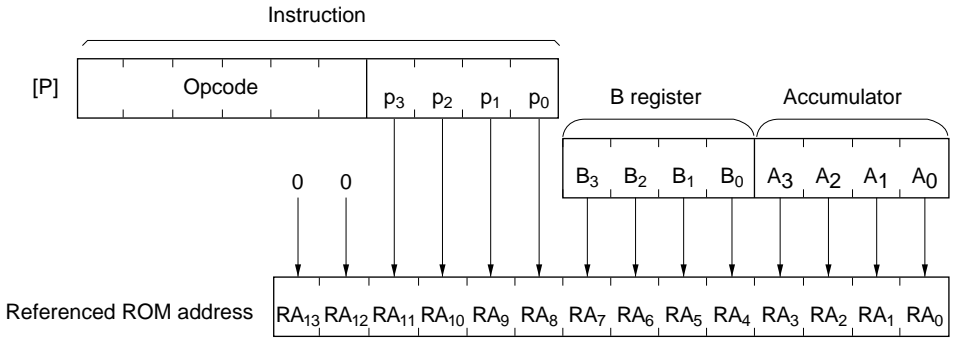 Instruction
[P] Opcode p3 p2 p1 p0
B register Accumulator
B3 B2 B1 B0 A3 A2 A1 A0
0 0
Referenced ROM address RA13 RA12 RA11 RA10 RA9 RA8 RA7 RA6 RA5 RA4 RA3 RA2 RA1 RA0